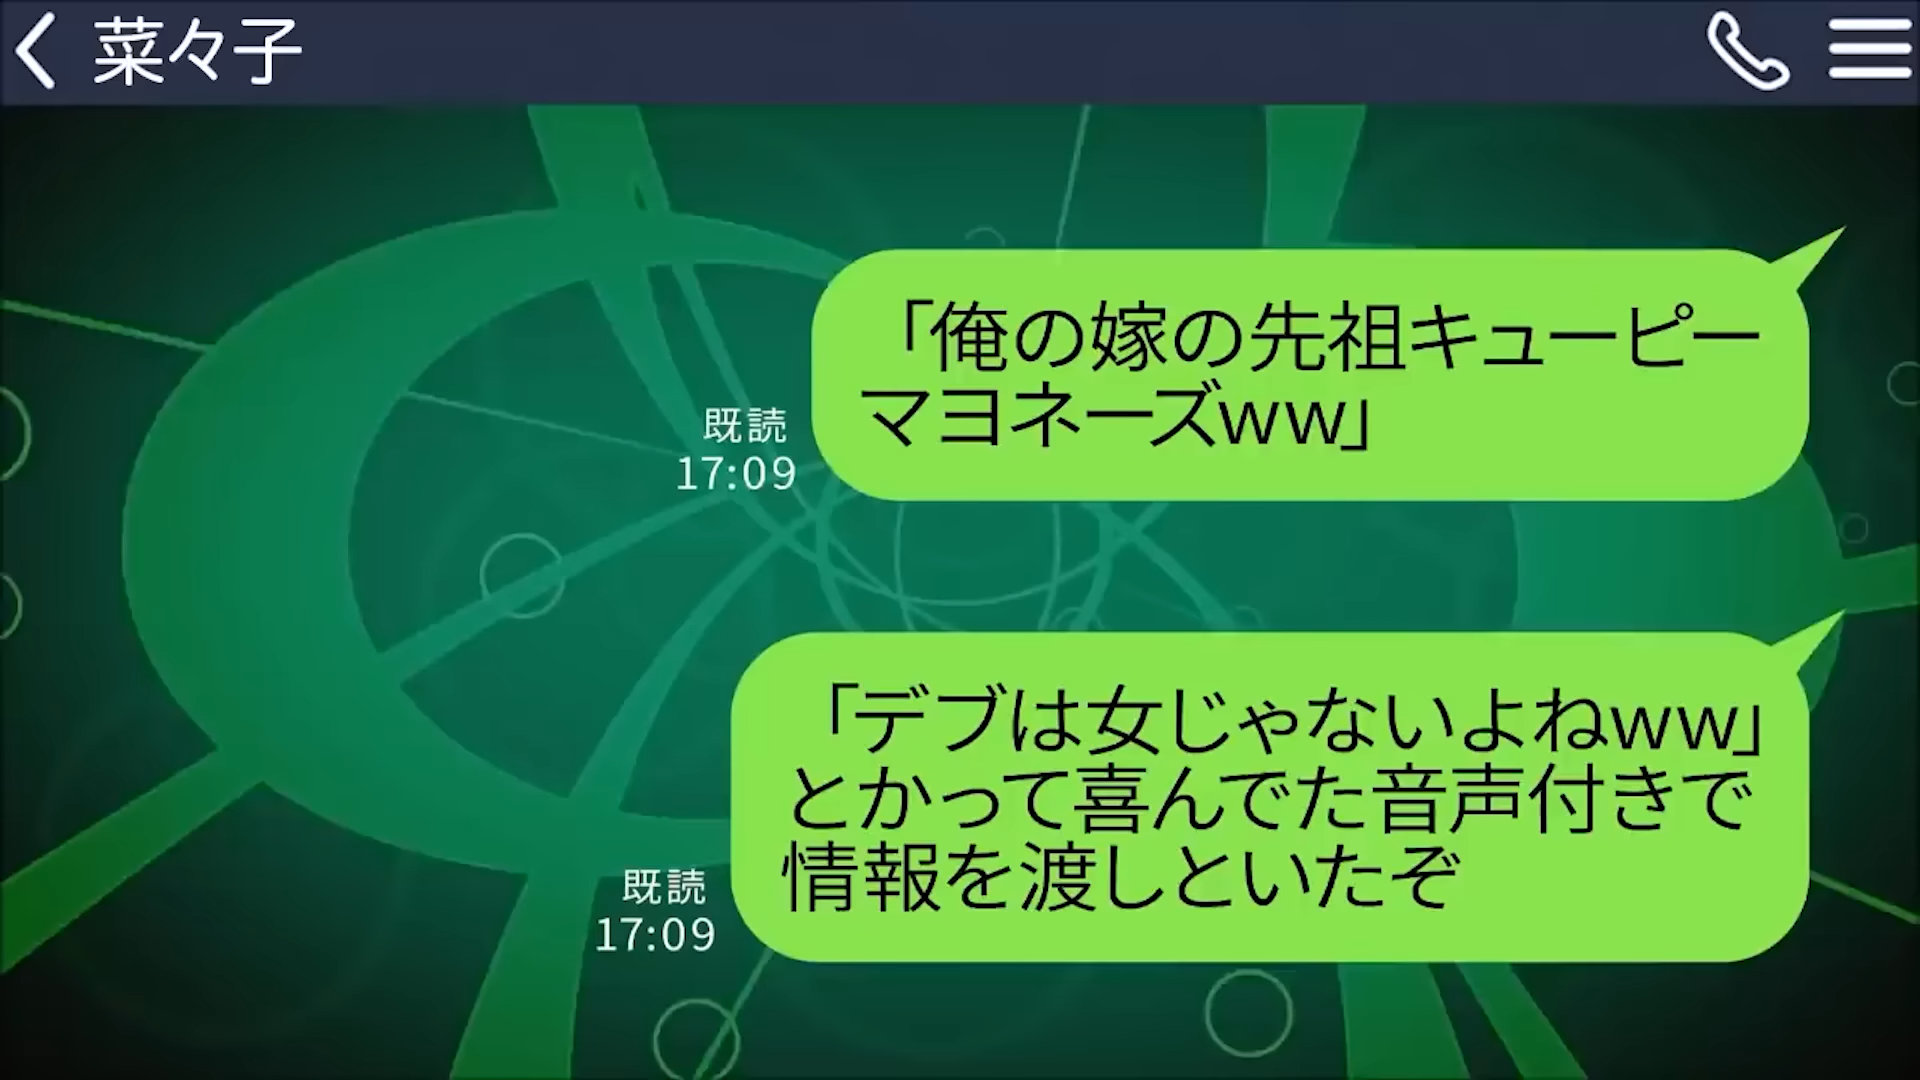 菜々子
「俺の嫁の先祖キューピー
マヨネーズww」
既読
17:09
「デブは女じゃないよねww」
とかって喜んでた音声付きで
情報を渡しといたぞ
既読
17:09